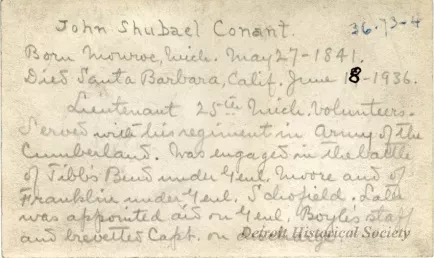 John Shubael Conant. 36.73-4
Born Monroe, Mich. May 27-1841.
Died Santa Barbara, Calif. June 18-1936.
Lieutenant 25th Mich. Volunteers.
Served with his regiment in Army of the
Cumberland. Was engaged in the battle
of Tibbs Bend under Genl. Moore and of
Franklin under Genl. Schofield. Later
was appointed aid on Genl. Boyles staff
and brevetted Capt. on
Detroit Historical Society